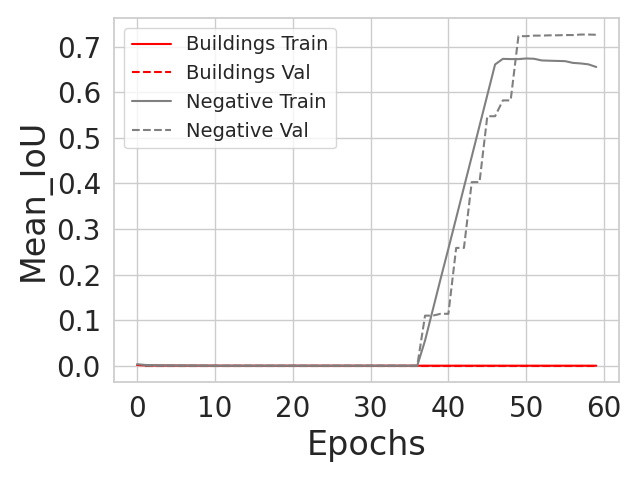 Buildings Train
Buildings Val
Negative Train
Negative Val
Mean_IoU
0.7
0.6
0.5
0.4
0.3
0.2
0.1
0.0
0 10 20 30 40 50 60
Epochs